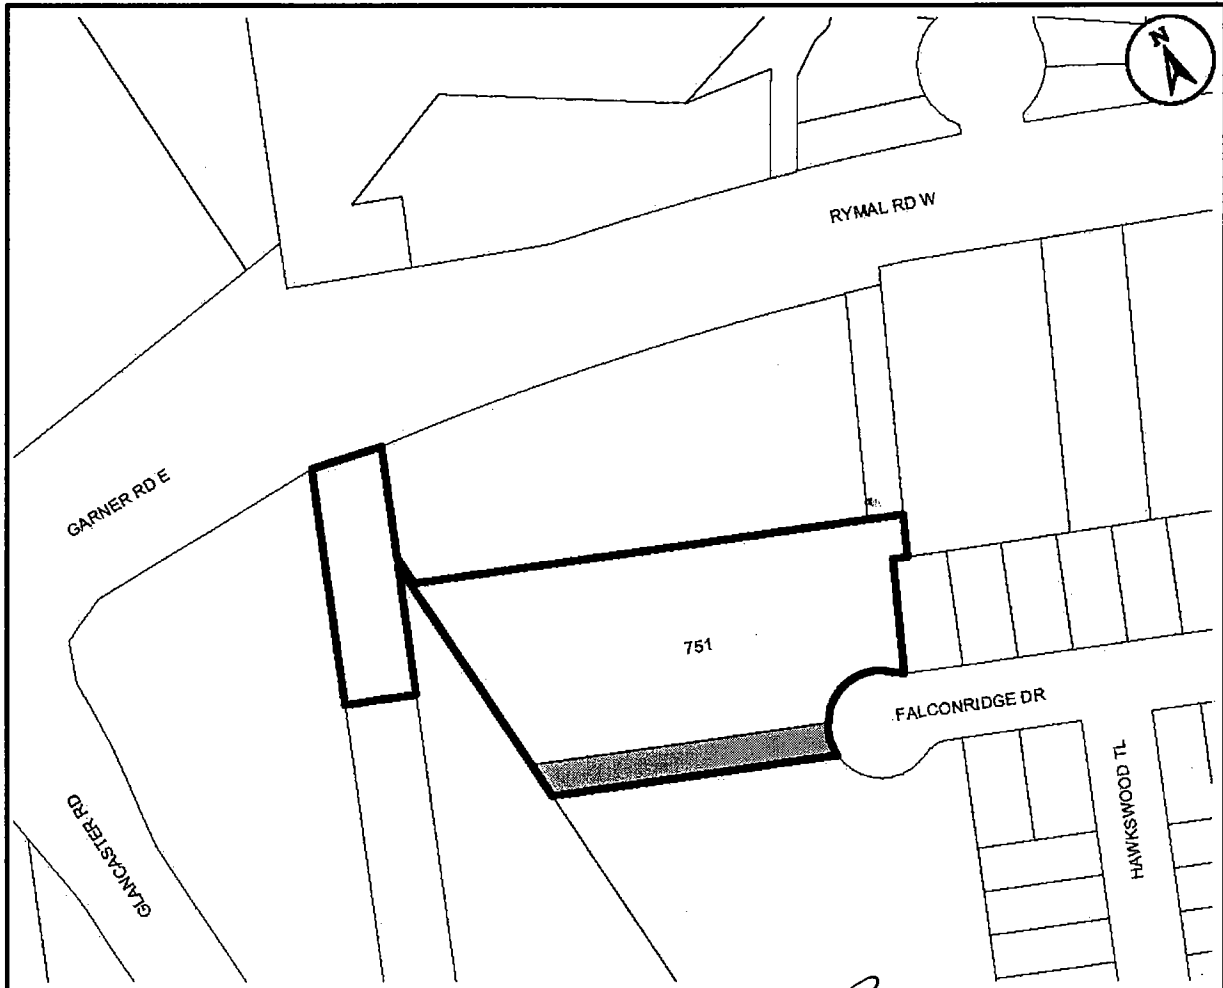 N
RYMAL RD W
GARNER RD E
751
FALCONRIDGE DR
HAWKSWOOD TL
GLANCASTER RD